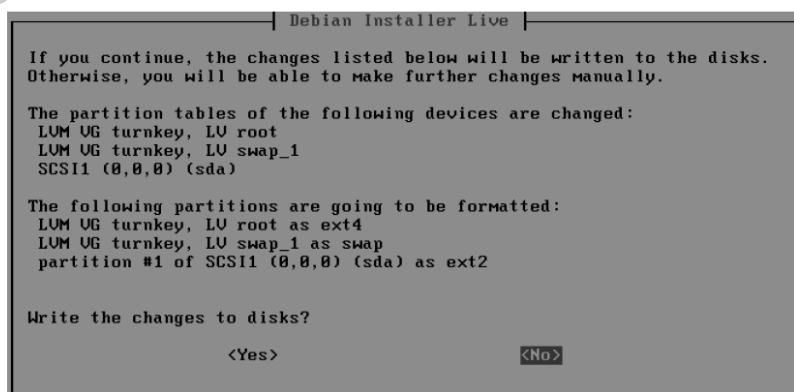 Debian Installer Live
If you continue, the changes listed below will be written to the disks.
Otherwise, you will be able to make further changes manually.
The partition tables of the following devices are changed:
LVM VG turnkey, LV root
LVM VG turnkey, LV swap_1
SCSI1 (0,0,0) (sda)
The following partitions are going to be formatted:
LVM VG turnkey, LV root as ext4
LVM VG turnkey, LV swap_1 as swap
partition #1 of SCSI1 (0,0,0) (sda) as ext2
Write the changes to disks?
<Yes> <No>